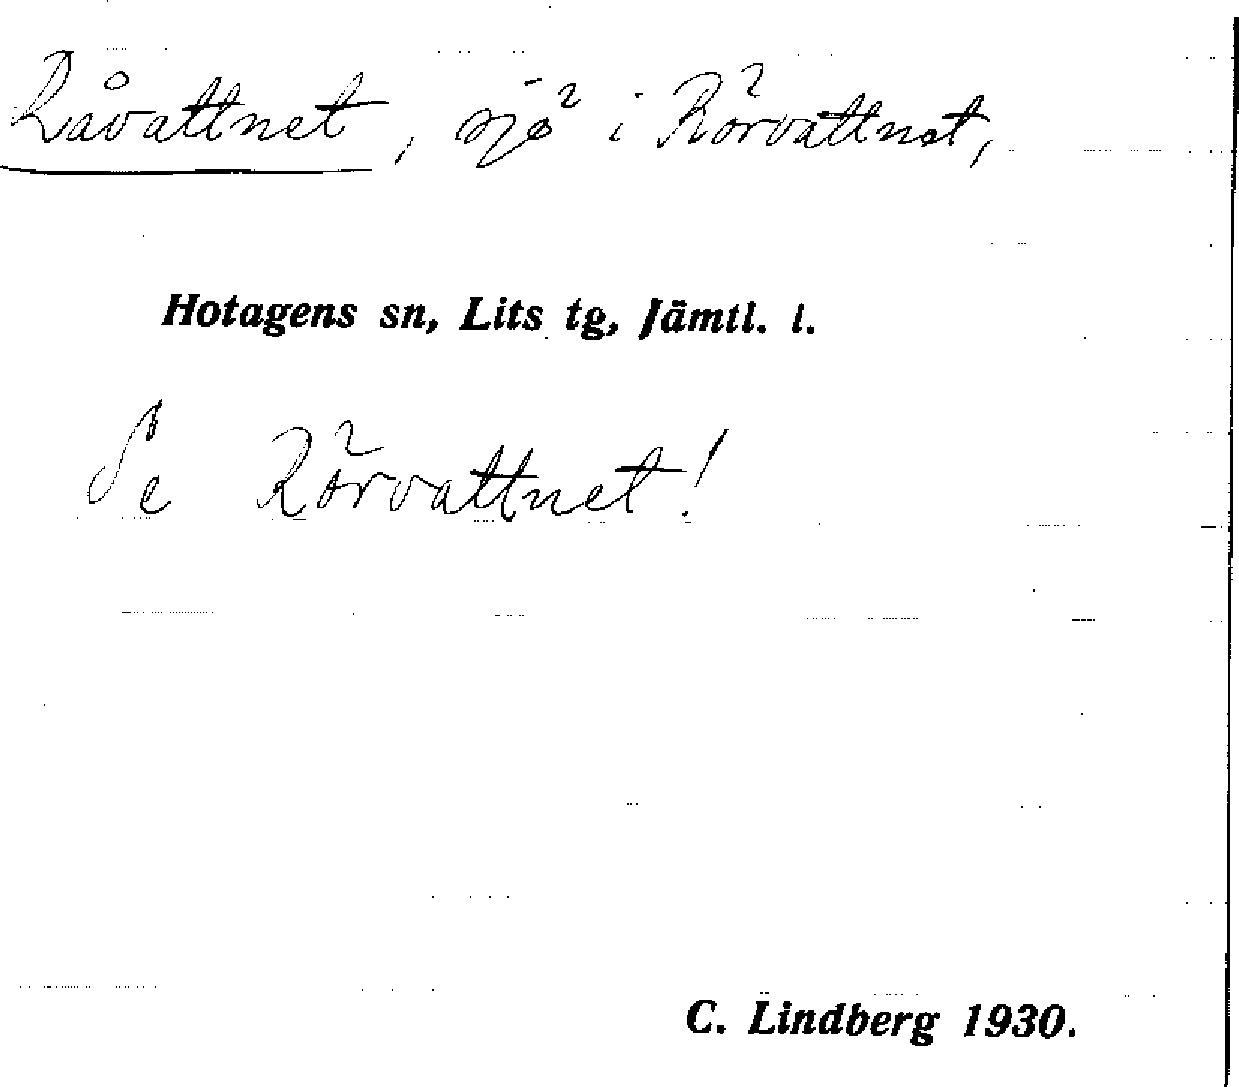 Råvattnet, sjö i Rörvattnet,
Hotagens sn, Lits tg, Jämtl. l.
Se Rörvattnet!
C. Lindberg 1930.